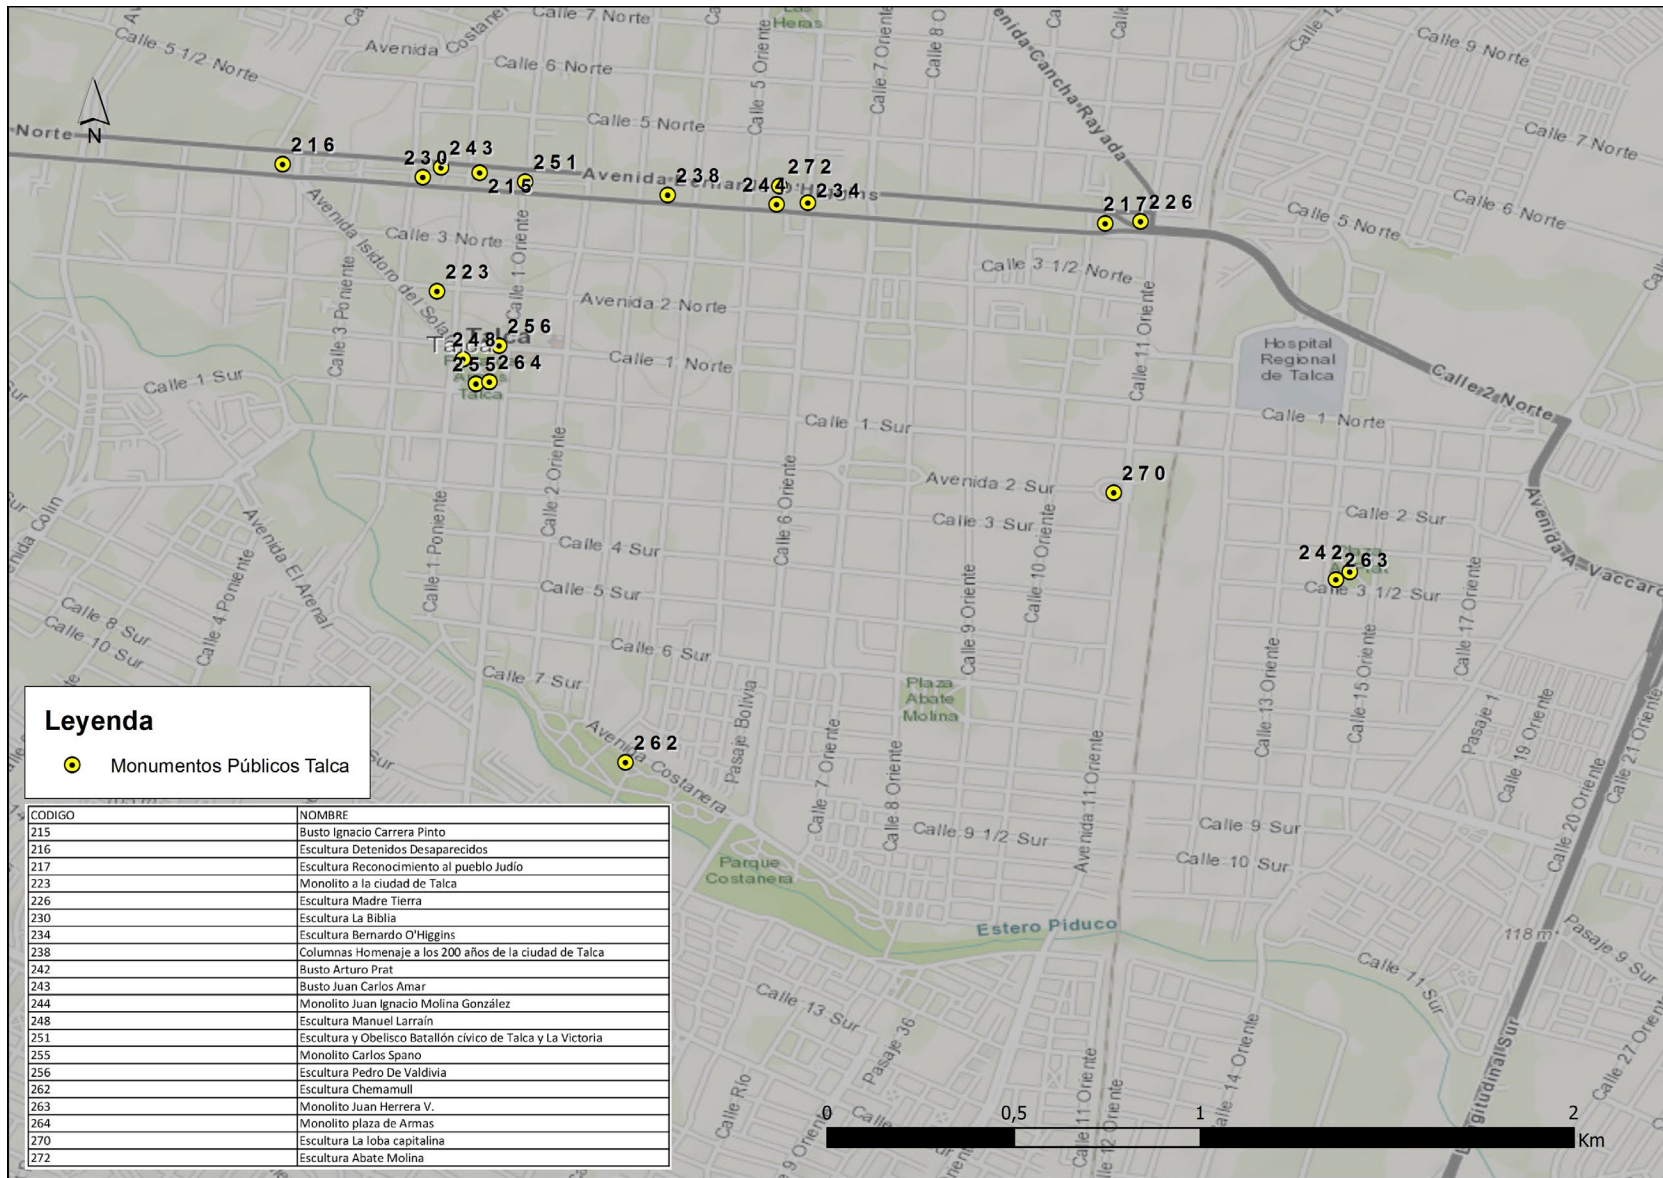 Calle 7 Norte
Las Heras
Calle 5 1/2 Norte
Avenida Costanera
Calle 6 Norte
Calle 5 Oriente
Calle 7 Oriente
Calle 8 O
Avenida Cancha Rayada
Calle 12
Calle 9 Norte
Calle 7 Norte
Calle 5 Norte
Norte
N
216
230
243
215
251
238
272
244
234
Avenida Bernardo O'Higgins
217
226
Calle 5 Norte
Calle 6 Norte
Avenida Isidoro del Solar
Calle 3 Norte
Calle 1 Oriente
Calle 3 Poniente
223
Avenida 2 Norte
Calle 3 1/2 Norte
Calle 11 Oriente
256
Talca
Talca
248
255
264
Talca
Calle 1 Norte
Hospital
Regional
de Talca
Calle 2 Norte
Calle 1 Norte
Calle 1 Sur
Calle 1 Sur
Calle 2 Oriente
Calle 6 Oriente
Avenida 2 Sur
270
Calle 3 Sur
Calle 10 Oriente
Calle 2 Sur
Avenida A. Vaccaro
Avenida Colin
Avenida El Arenal
Calle 1 Poniente
Calle 4 Sur
Calle 5 Sur
242
263
Plaza
Calle 3 1/2 Sur
Calle 17 Oriente
Calle 8 Sur
Calle 10 Sur
Calle 4 Poniente
Calle 6 Sur
Calle 7 Sur
Calle 9 Oriente
Calle 13 Oriente
Calle 15 Oriente
Plaza
Abate
Molina
Pasaje 1
Calle 19 Oriente
Calle 21 Oriente
Pasaje Bolivia
262
Avenida Costanera
Calle 7 Oriente
Calle 8 Oriente
Avenida 11 Oriente
Calle 20 Oriente
Calle 9 1/2 Sur
Calle 9 Sur
Calle 10 Sur
Parque
Costanera
Estero Piduco
118 m
Pasaje 9 Sur
Calle 11 Sur
Calle 13 Sur
Pasaje 36
Calle Río
Calle 11 Oriente
Calle 12 Oriente
Calle 14 Oriente
Longitudinal Sur
Calle 27 Oriente
Leyenda
Monumentos Públicos Talca
CODIGO NOMBRE
215 Busto Ignacio Carrera Pinto
216 Escultura Detenidos Desaparecidos
217 Escultura Reconocimiento al pueblo Judío
223 Monolito a la ciudad de Talca
226 Escultura Madre Tierra
230 Escultura La Biblia
234 Escultura Bernardo O'Higgins
238 Columnas Homenaje a los 200 años de la ciudad de Talca
242 Busto Arturo Prat
243 Busto Juan Carlos Amar
244 Monolito Juan Ignacio Molina González
248 Escultura Manuel Larraín
251 Escultura y Obelisco Batallón cívico de Talca y La Victoria
255 Monolito Carlos Spano
256 Escultura Pedro De Valdivia
262 Escultura Chemamull
263 Monolito Juan Herrera V.
264 Monolito plaza de Armas
270 Escultura La loba capitalina
272 Escultura Abate Molina
0 0,5 1 2
Km